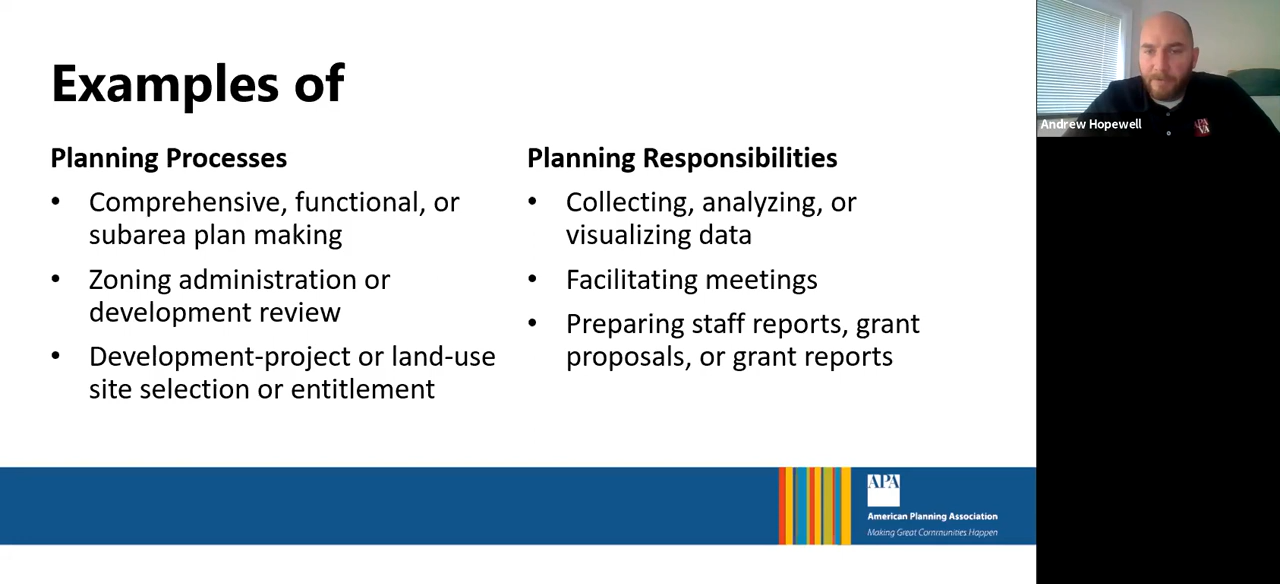 Examples of
Planning Processes
• Comprehensive, functional, or
subarea plan making
• Zoning administration or
development review
• Development-project or land-use
site selection or entitlement
Planning Responsibilities
• Collecting, analyzing, or
visualizing data
• Facilitating meetings
• Preparing staff reports, grant
proposals, or grant reports
APA
American Planning Association
Making Great Communities Happen
Andrew Hopewell
APA
VA